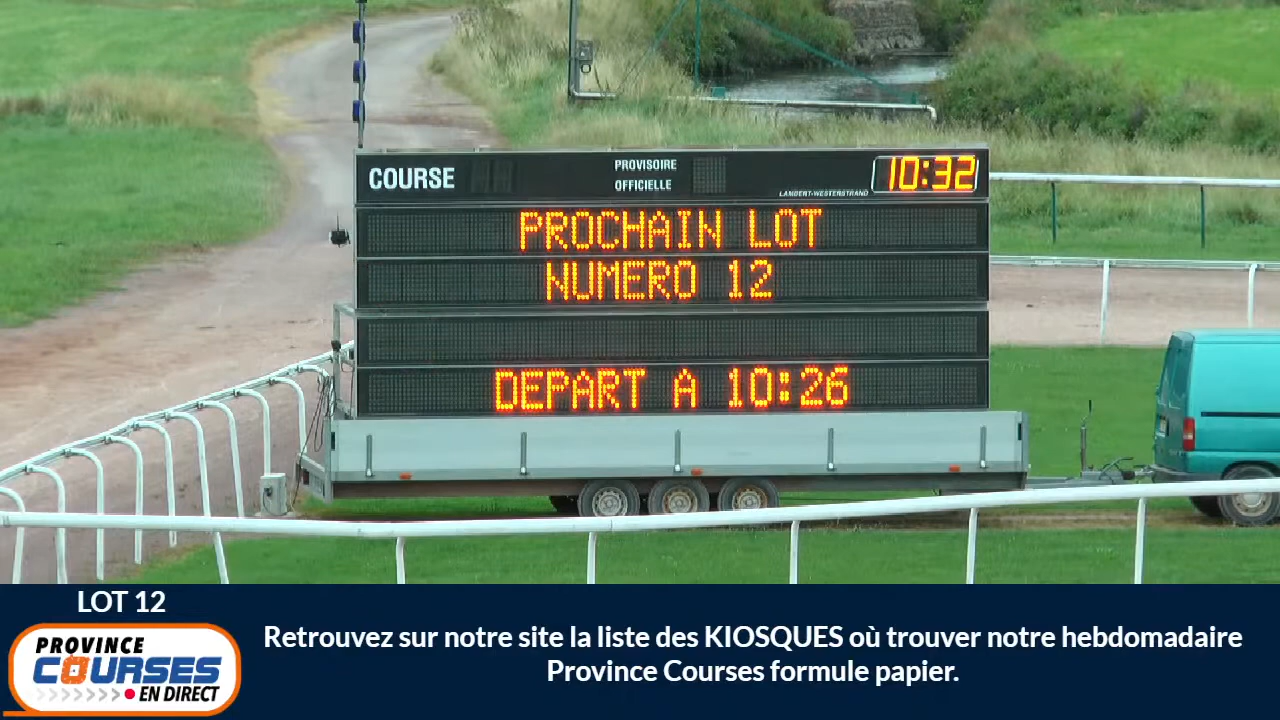 COURSE
PROVISOIRE
OFFICIELLE
LAMBERT-WESTERSTRAND
10:32
PROCHAIN LOT
NUMERO 12
DEPART A 10:26
LOT 12
PROVINCE
COURSES
EN DIRECT
Retrouvez sur notre site la liste des KIOSQUES où trouver notre hebdomadaire
Province Courses formule papier.